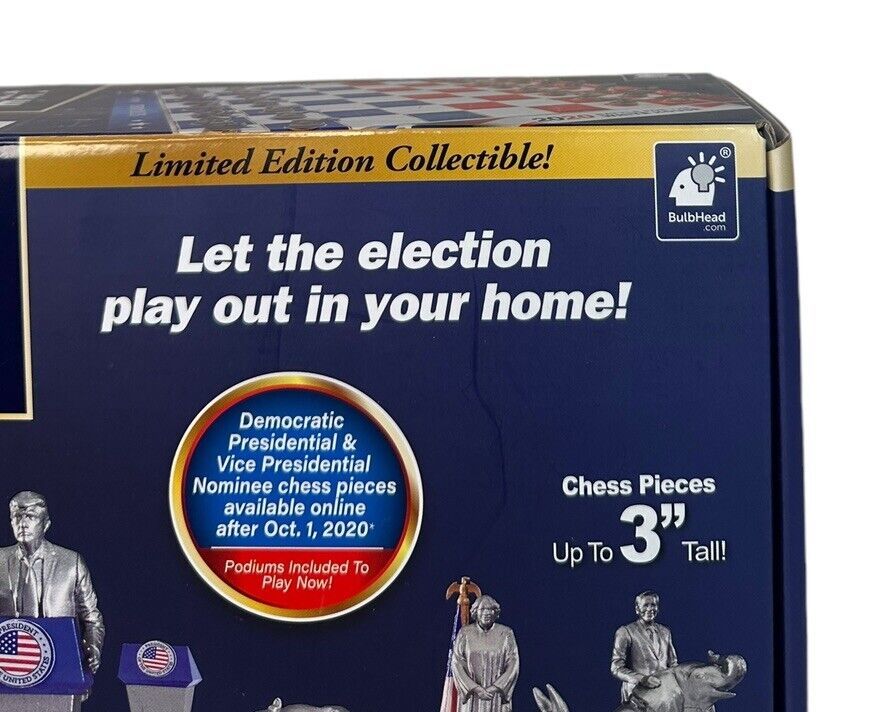 Limited Edition Collectible!
BulbHead
.com
®
Let the election
play out in your home!
Democratic
Presidential &
Vice Presidential
Nominee chess pieces
available online
after Oct. 1, 2020*
Podiums Included To
Play Now!
Chess Pieces
Up To 3” Tall!
PRESIDENT
UNITED STATES